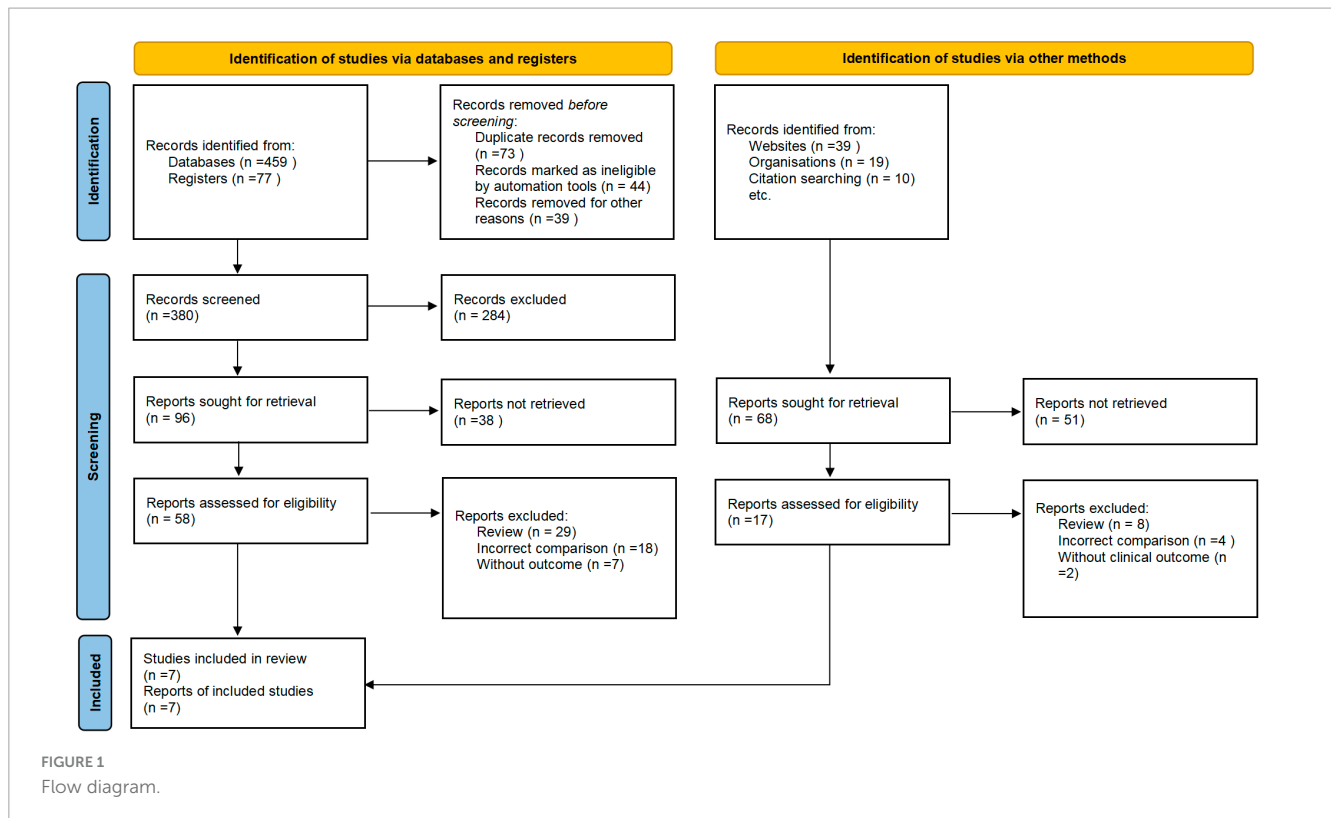 Identification of studies via databases and registers
Identification of studies via other methods
Identification
Records identified from:
Databases (n =459 )
Registers (n =77 )
Records removed before
screening:
Duplicate records removed
(n =73 )
Records marked as ineligible
by automation tools (n = 44)
Records removed for other
reasons (n =39 )
Records identified from:
Websites (n =39 )
Organisations (n = 19)
Citation searching (n = 10)
etc.
Screening
Records screened
(n =380)
Records excluded
(n = 284)
Reports sought for retrieval
(n = 96)
Reports not retrieved
(n =38 )
Reports sought for retrieval
(n = 68)
Reports not retrieved
(n = 51)
Reports assessed for eligibility
(n = 58)
Reports excluded:
Review (n = 29)
Incorrect comparison (n =18)
Without outcome (n =7)
Reports assessed for eligibility
(n =17)
Reports excluded:
Review (n = 8)
Incorrect comparison (n =4 )
Without clinical outcome (n
=2)
Included
Studies included in review
(n =7)
Reports of included studies
(n =7)
FIGURE 1
Flow diagram.